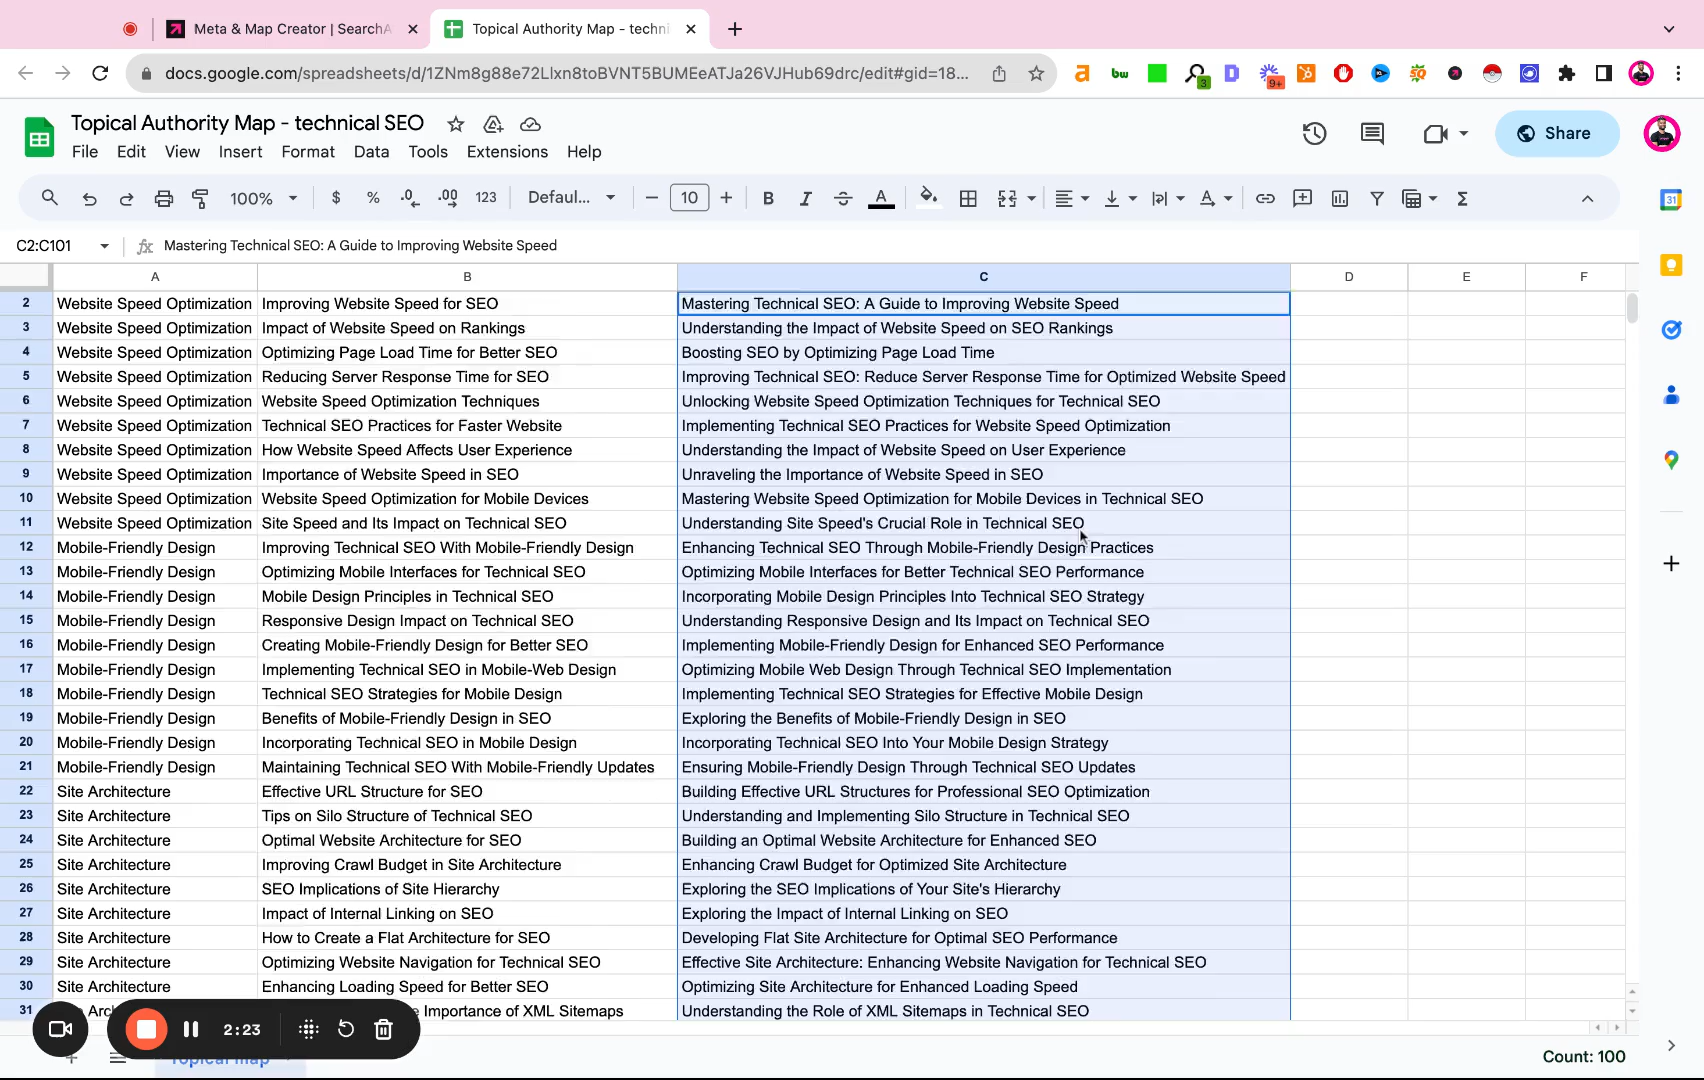 Meta & Map Creator | SearchA
Topical Authority Map - techni
docs.google.com/spreadsheets/d/1ZNm8g88e72Llxn8toBVNT5BUMEeATJa26VJHub69drc/edit#gid=18...
a
bw
3
9+
Topical Authority Map - technical SEO
File Edit View Insert Format Data Tools Extensions Help
Share
100% $ % .0 .00 123 Defaul... 10 B I A
31
C2:C101 fx Mastering Technical SEO: A Guide to Improving Website Speed
A B C D E F
2 Website Speed Optimization Improving Website Speed for SEO Mastering Technical SEO: A Guide to Improving Website Speed
3 Website Speed Optimization Impact of Website Speed on Rankings Understanding the Impact of Website Speed on SEO Rankings
4 Website Speed Optimization Optimizing Page Load Time for Better SEO Boosting SEO by Optimizing Page Load Time
5 Website Speed Optimization Reducing Server Response Time for SEO Improving Technical SEO: Reduce Server Response Time for Optimized Website Speed
6 Website Speed Optimization Website Speed Optimization Techniques Unlocking Website Speed Optimization Techniques for Technical SEO
7 Website Speed Optimization Technical SEO Practices for Faster Website Implementing Technical SEO Practices for Website Speed Optimization
8 Website Speed Optimization How Website Speed Affects User Experience Understanding the Impact of Website Speed on User Experience
9 Website Speed Optimization Importance of Website Speed in SEO Unraveling the Importance of Website Speed in SEO
10 Website Speed Optimization Website Speed Optimization for Mobile Devices Mastering Website Speed Optimization for Mobile Devices in Technical SEO
11 Website Speed Optimization Site Speed and Its Impact on Technical SEO Understanding Site Speed's Crucial Role in Technical SEO
12 Mobile-Friendly Design Improving Technical SEO With Mobile-Friendly Design Enhancing Technical SEO Through Mobile-Friendly Design Practices
13 Mobile-Friendly Design Optimizing Mobile Interfaces for Technical SEO Optimizing Mobile Interfaces for Better Technical SEO Performance
14 Mobile-Friendly Design Mobile Design Principles in Technical SEO Incorporating Mobile Design Principles Into Technical SEO Strategy
15 Mobile-Friendly Design Responsive Design Impact on Technical SEO Understanding Responsive Design and Its Impact on Technical SEO
16 Mobile-Friendly Design Creating Mobile-Friendly Design for Better SEO Implementing Mobile-Friendly Design for Enhanced SEO Performance
17 Mobile-Friendly Design Implementing Technical SEO in Mobile-Web Design Optimizing Mobile Web Design Through Technical SEO Implementation
18 Mobile-Friendly Design Technical SEO Strategies for Mobile Design Implementing Technical SEO Strategies for Effective Mobile Design
19 Mobile-Friendly Design Benefits of Mobile-Friendly Design in SEO Exploring the Benefits of Mobile-Friendly Design in SEO
20 Mobile-Friendly Design Incorporating Technical SEO in Mobile Design Incorporating Technical SEO Into Your Mobile Design Strategy
21 Mobile-Friendly Design Maintaining Technical SEO With Mobile-Friendly Updates Ensuring Mobile-Friendly Design Through Technical SEO Updates
22 Site Architecture Effective URL Structure for SEO Building Effective URL Structures for Professional SEO Optimization
23 Site Architecture Tips on Silo Structure of Technical SEO Understanding and Implementing Silo Structure in Technical SEO
24 Site Architecture Optimal Website Architecture for SEO Building an Optimal Website Architecture for Enhanced SEO
25 Site Architecture Improving Crawl Budget in Site Architecture Enhancing Crawl Budget for Optimized Site Architecture
26 Site Architecture SEO Implications of Site Hierarchy Exploring the SEO Implications of Your Site's Hierarchy
27 Site Architecture Impact of Internal Linking on SEO Exploring the Impact of Internal Linking on SEO
28 Site Architecture How to Create a Flat Architecture for SEO Developing Flat Site Architecture for Optimal SEO Performance
29 Site Architecture Optimizing Website Navigation for Technical SEO Effective Site Architecture: Enhancing Website Navigation for Technical SEO
30 Site Architecture Enhancing Loading Speed for Better SEO Optimizing Site Architecture for Enhanced Loading Speed
31 Importance of XML Sitemaps Understanding the Role of XML Sitemaps in Technical SEO
2:23
Topical map
Count: 100